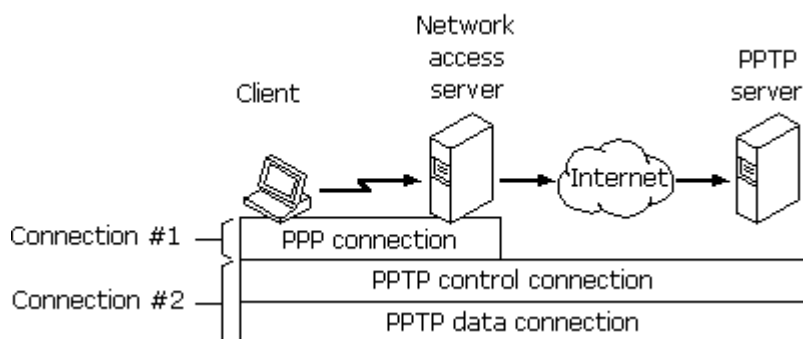 Network
access
server
PPTP
server
Client
Internet
Connection #1
PPP connection
PPTP control connection
Connection #2
PPTP data connection